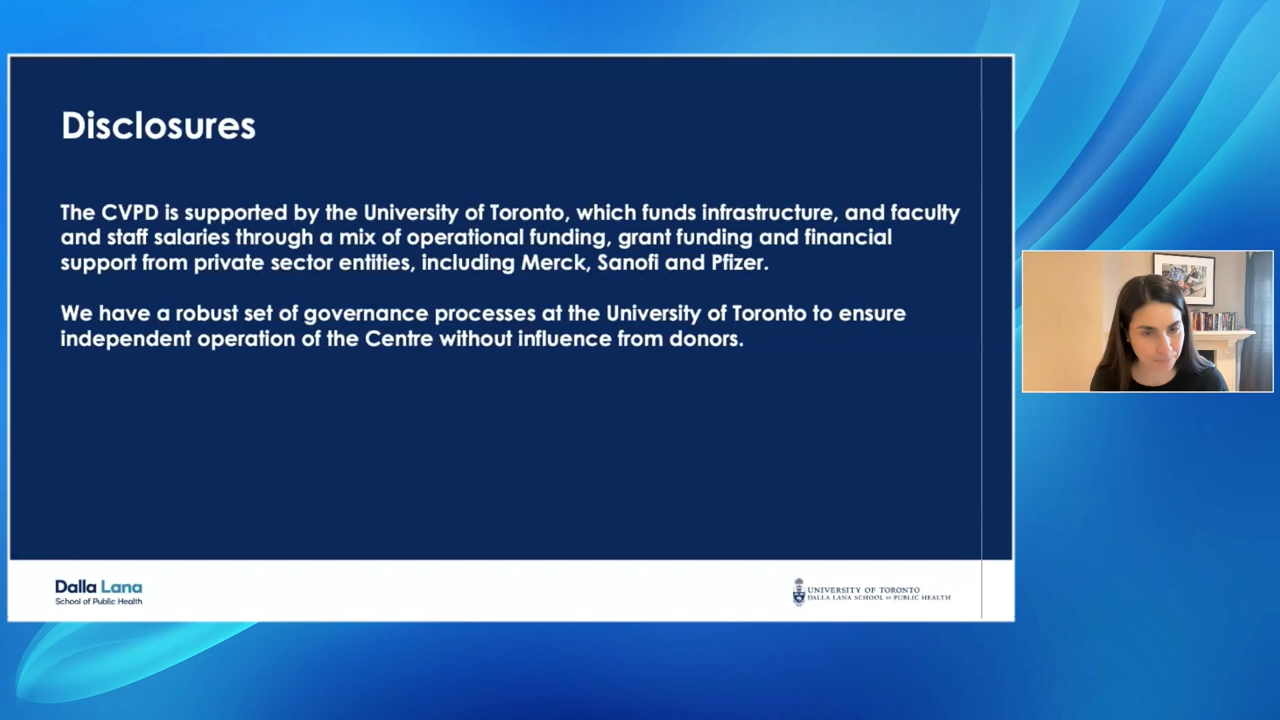 Disclosures
The CVPD is supported by the University of Toronto, which funds infrastructure, and faculty
and staff salaries through a mix of operational funding, grant funding and financial
support from private sector entities, including Merck, Sanofi and Pfizer.
We have a robust set of governance processes at the University of Toronto to ensure
independent operation of the Centre without influence from donors.
Dalla Lana
School of Public Health
UNIVERSITY OF TORONTO
DALLA LANA SCHOOL OF PUBLIC HEALTH